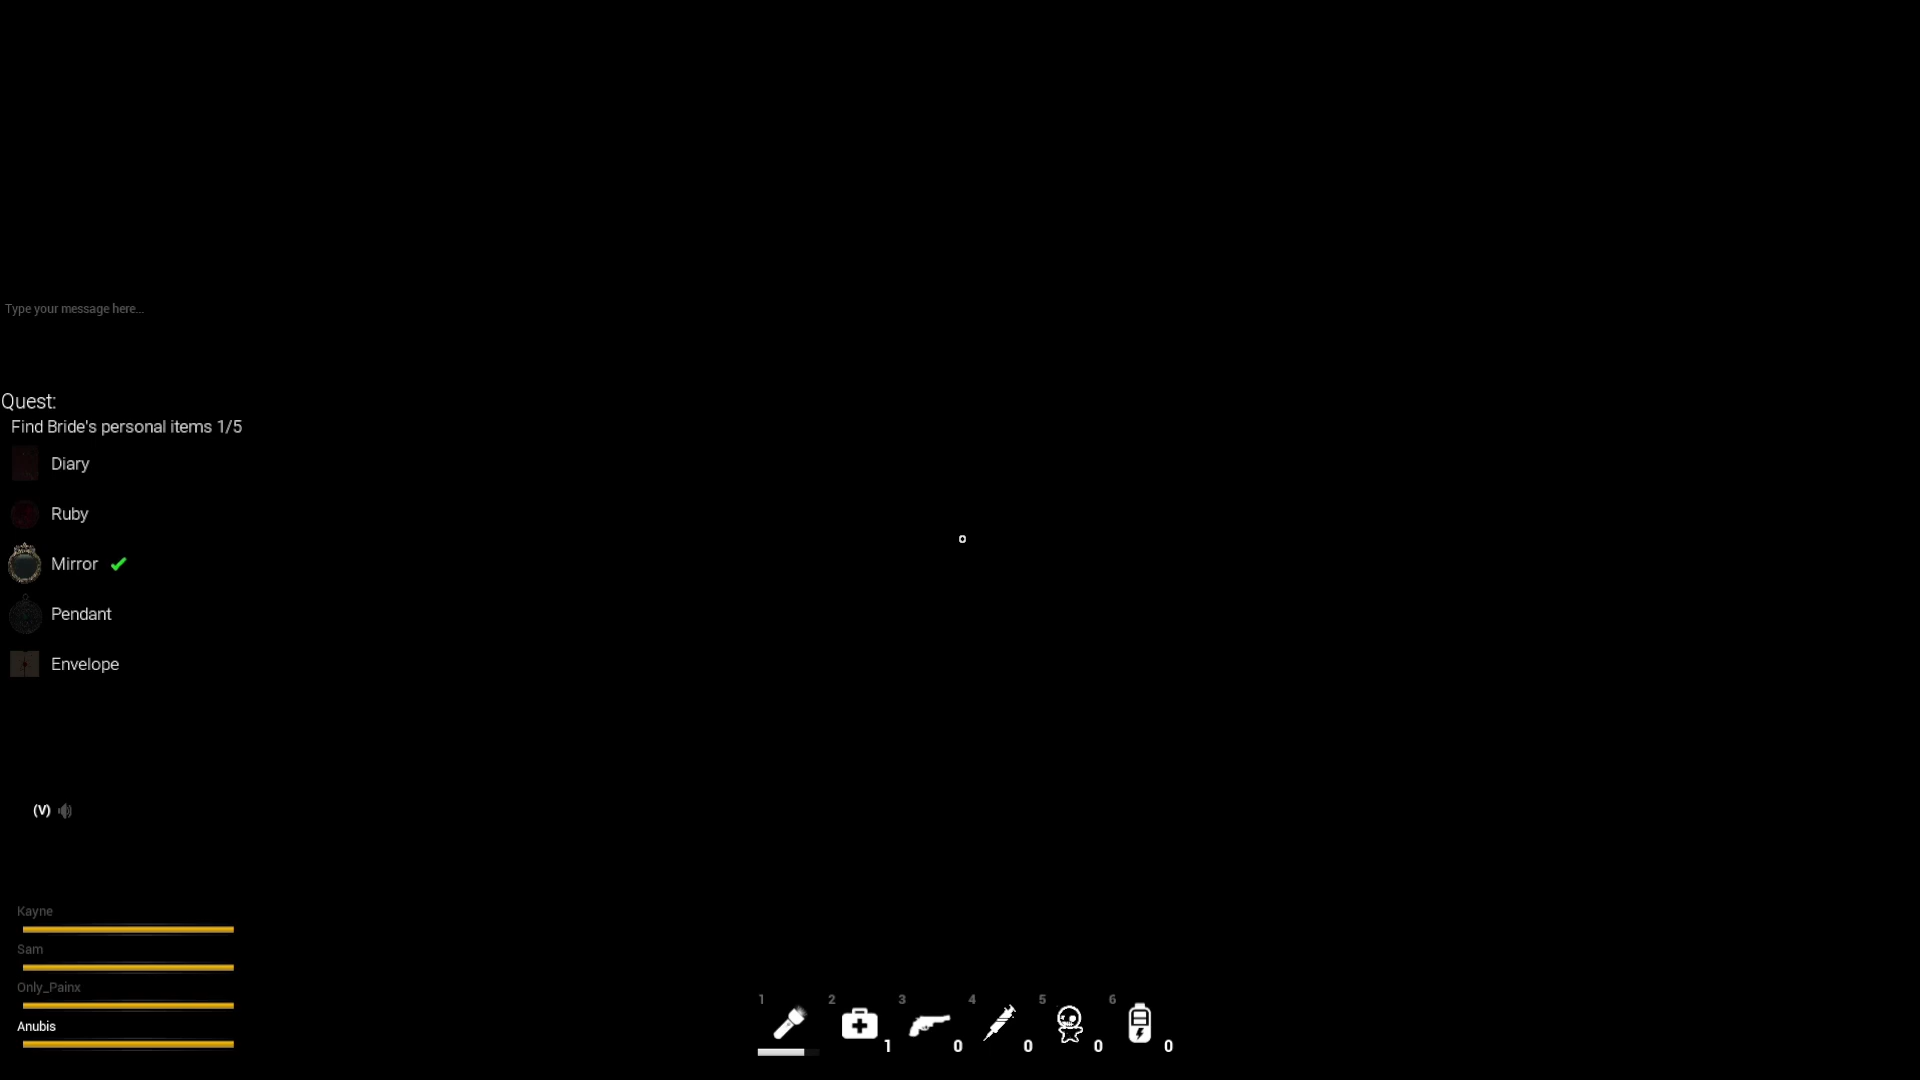 Type your message here...
Quest:
Find Bride's personal items 1/5
Diary
Ruby
Mirror
Pendant
Envelope
(V)
Kayne
Sam
Only_Painx
Anubis
1 2 3 4 5 6
1 0 0 0 0